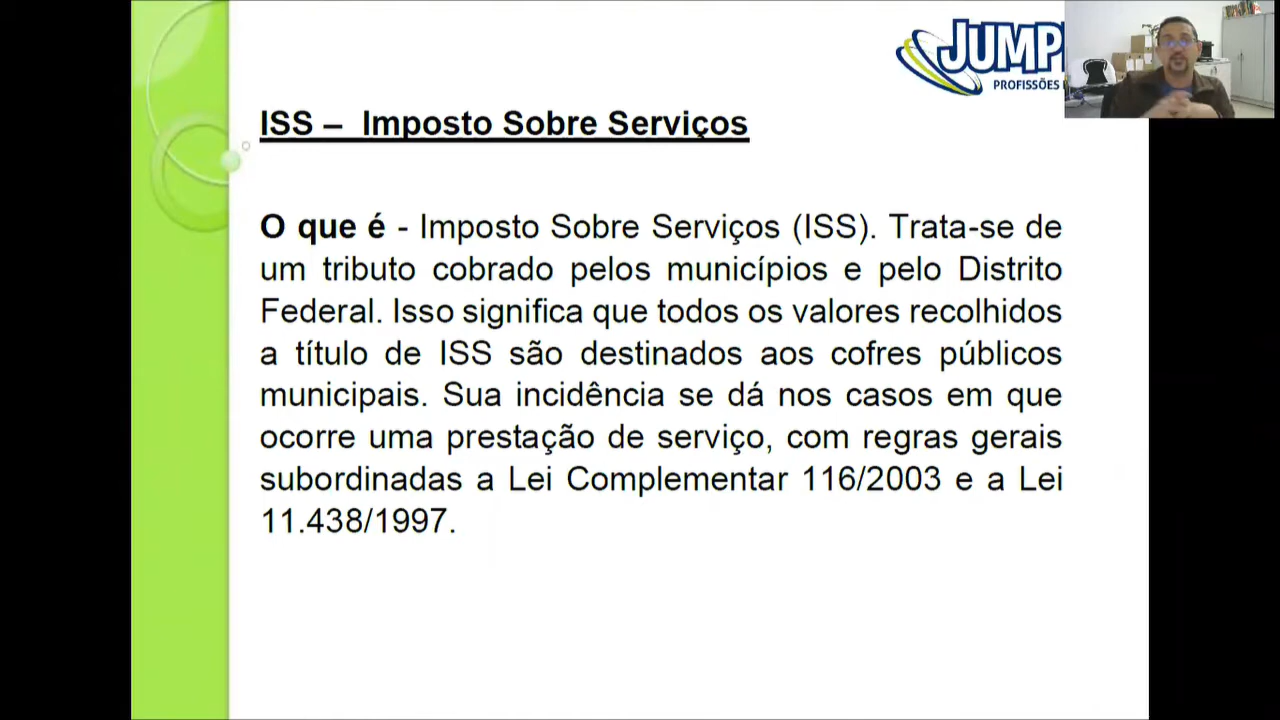 JUMP
PROFISSÕES
ISS – Imposto Sobre Serviços
O que é - Imposto Sobre Serviços (ISS). Trata-se de
um tributo cobrado pelos municípios e pelo Distrito
Federal. Isso significa que todos os valores recolhidos
a título de ISS são destinados aos cofres públicos
municipais. Sua incidência se dá nos casos em que
ocorre uma prestação de serviço, com regras gerais
subordinadas a Lei Complementar 116/2003 e a Lei
11.438/1997.